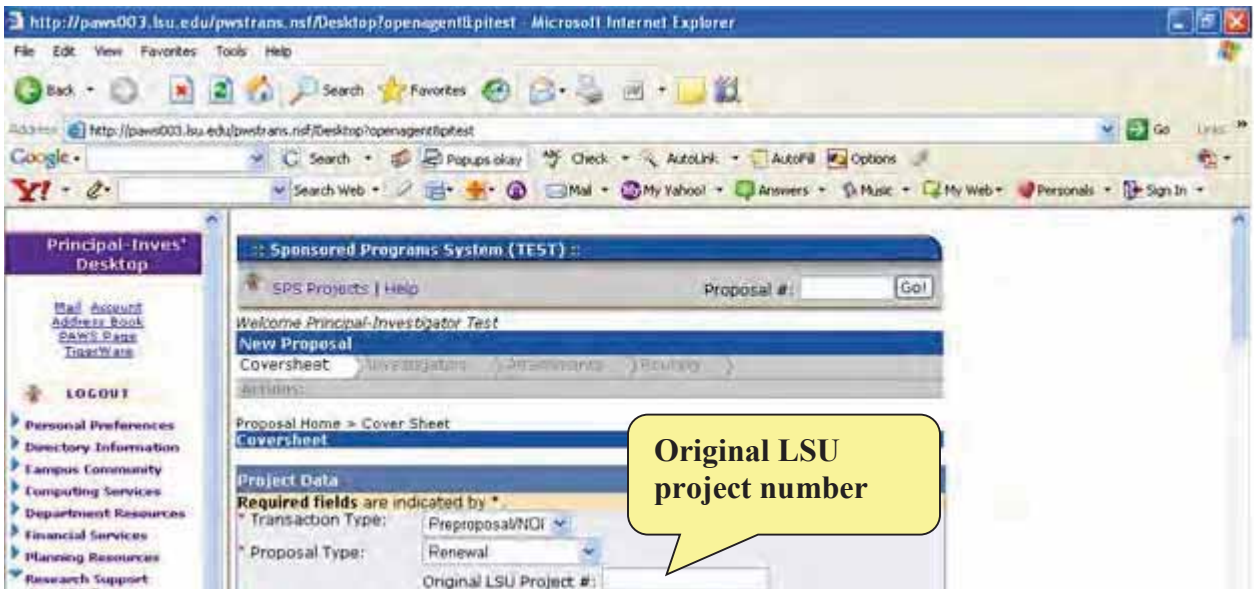 http://paws003.lsu.edu/pwstrans.nsf/Desktop?openagent&pitest - Microsoft Internet Explorer
File Edit View Favorites Tools Help
Back Search Favorites
Address http://paws003.lsu.edu/pwstrans.nsf/Desktop?openagent&pitest Go Links »
Google Search Popups okay Check AutoLink AutoFill Options
Y! Search Web Mail My Yahoo! Answers Music My Web Personals Sign In
Principal-Inves'
Desktop
Mail Account
Address Book
PAWS Page
TigerWare
LOGOUT
Personal Preferences
Directory Information
Campus Community
Computing Services
Department Resources
Financial Services
Planning Resources
Research Support
:: Sponsored Programs System (TEST) ::
SPS Projects | Help Proposal #: Go!
Welcome Principal-Investigator Test
New Proposal
Coversheet Investigators Attachments Routing
Actions:
Proposal Home > Cover Sheet
Coversheet
Project Data
Required fields are indicated by *.
* Transaction Type: Preproposal/NOI
* Proposal Type: Renewal
Original LSU Project #:
Original LSU
project number